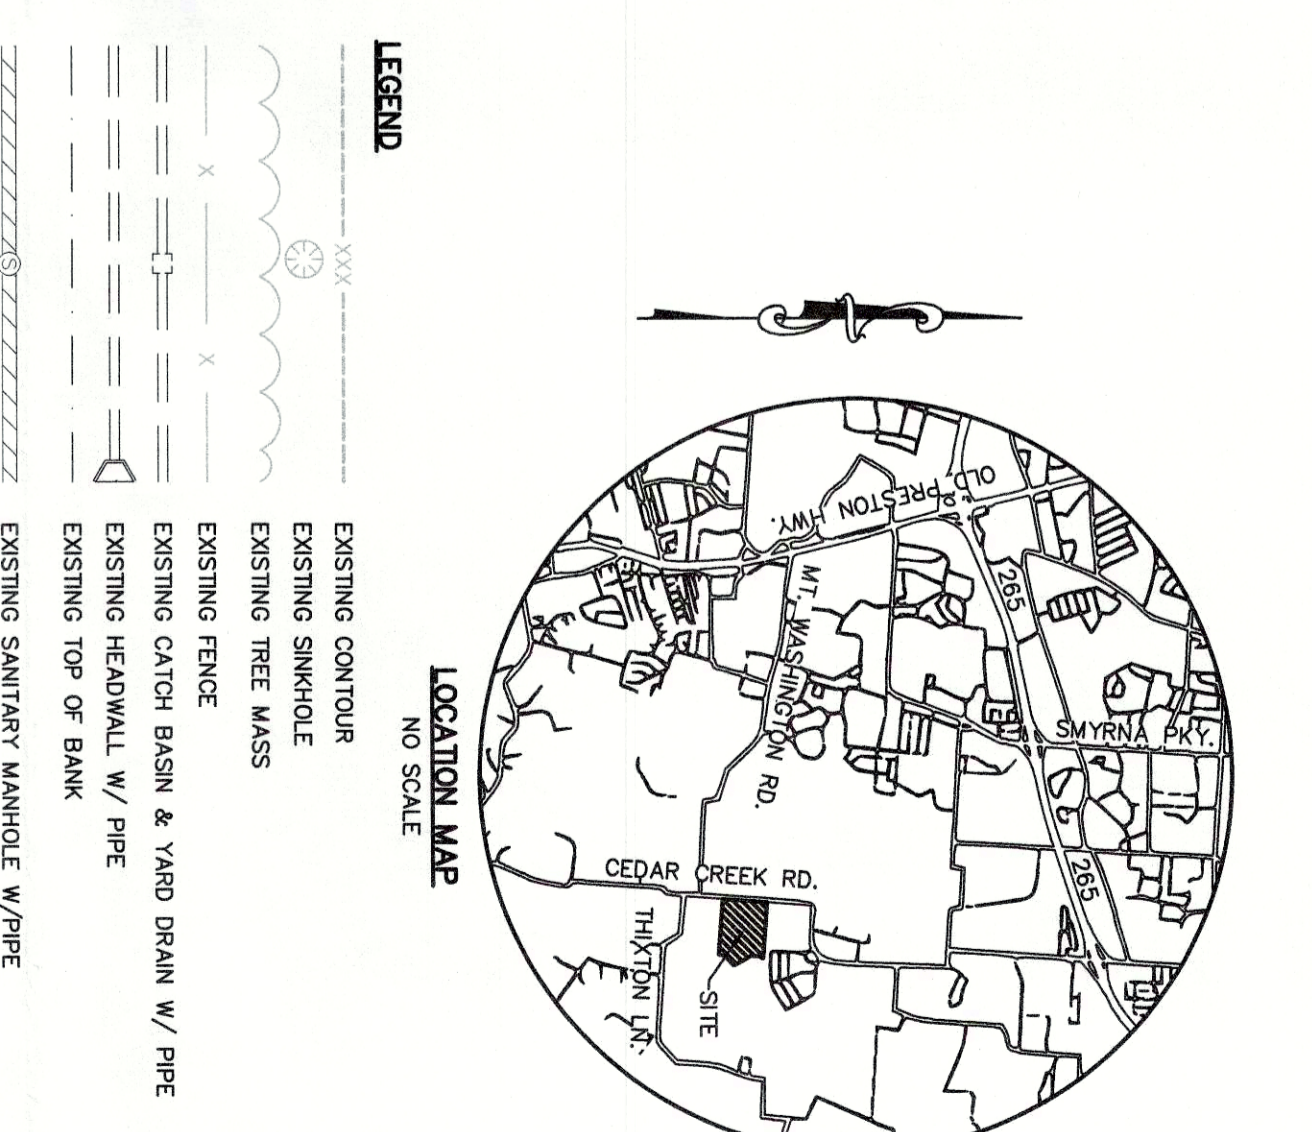 OLD PRESTON HWY.
265
SMYRNA PKY.
MT. WASHINGTON RD.
265
CEDAR CREEK RD.
THIXTON LN.
SITE
LOCATION MAP
NO SCALE
LEGEND
XXX EXISTING CONTOUR
EXISTING SINKHOLE
EXISTING TREE MASS
X X EXISTING FENCE
EXISTING CATCH BASIN & YARD DRAIN W/ PIPE
EXISTING HEADWALL W/ PIPE
EXISTING TOP OF BANK
S EXISTING SANITARY MANHOLE W/PIPE